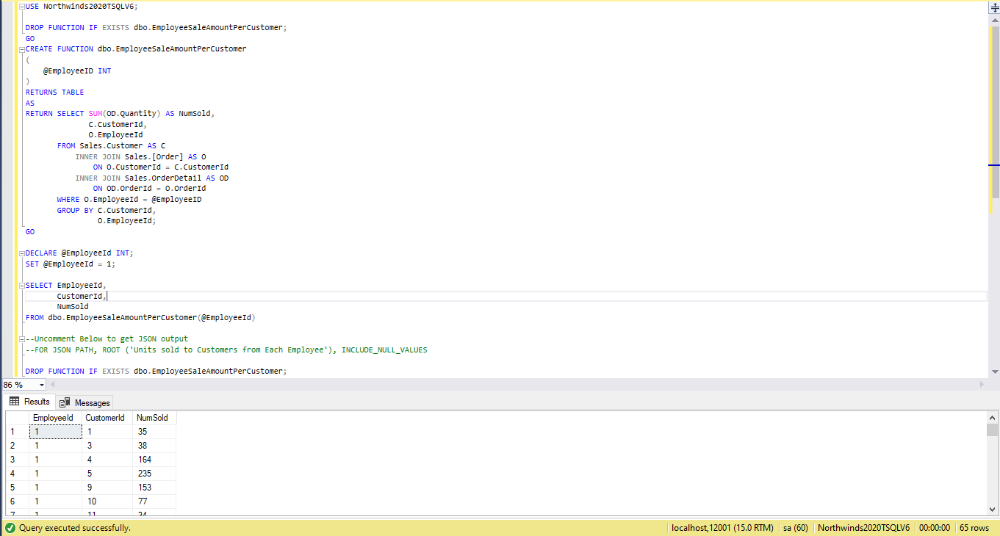 USE Northwinds2020TSQLV6;
DROP FUNCTION IF EXISTS dbo.EmployeeSaleAmountPerCustomer;
GO
CREATE FUNCTION dbo.EmployeeSaleAmountPerCustomer
(
@EmployeeID INT
)
RETURNS TABLE
AS
RETURN SELECT SUM(OD.Quantity) AS NumSold,
C.CustomerId,
O.EmployeeId
FROM Sales.Customer AS C
INNER JOIN Sales.[Order] AS O
ON O.CustomerId = C.CustomerId
INNER JOIN Sales.OrderDetail AS OD
ON OD.OrderId = O.OrderId
WHERE O.EmployeeId = @EmployeeID
GROUP BY C.CustomerId,
O.EmployeeId;
GO
DECLARE @EmployeeId INT;
SET @EmployeeId = 1;
SELECT EmployeeId,
CustomerId,
NumSold
FROM dbo.EmployeeSaleAmountPerCustomer(@EmployeeId)
--Uncomment Below to get JSON output
--FOR JSON PATH, ROOT ('Units sold to Customers from Each Employee'), INCLUDE_NULL_VALUES
DROP FUNCTION IF EXISTS dbo.EmployeeSaleAmountPerCustomer;
86 %
Results Messages
EmployeeId CustomerId NumSold
1 1 1 35
2 1 3 38
3 1 4 164
4 1 5 235
5 1 9 153
6 1 10 77
7 1 11 34
Query executed successfully. localhost,12001 (15.0 RTM) sa (60) Northwinds2020TSQLV6 00:00:00 65 rows